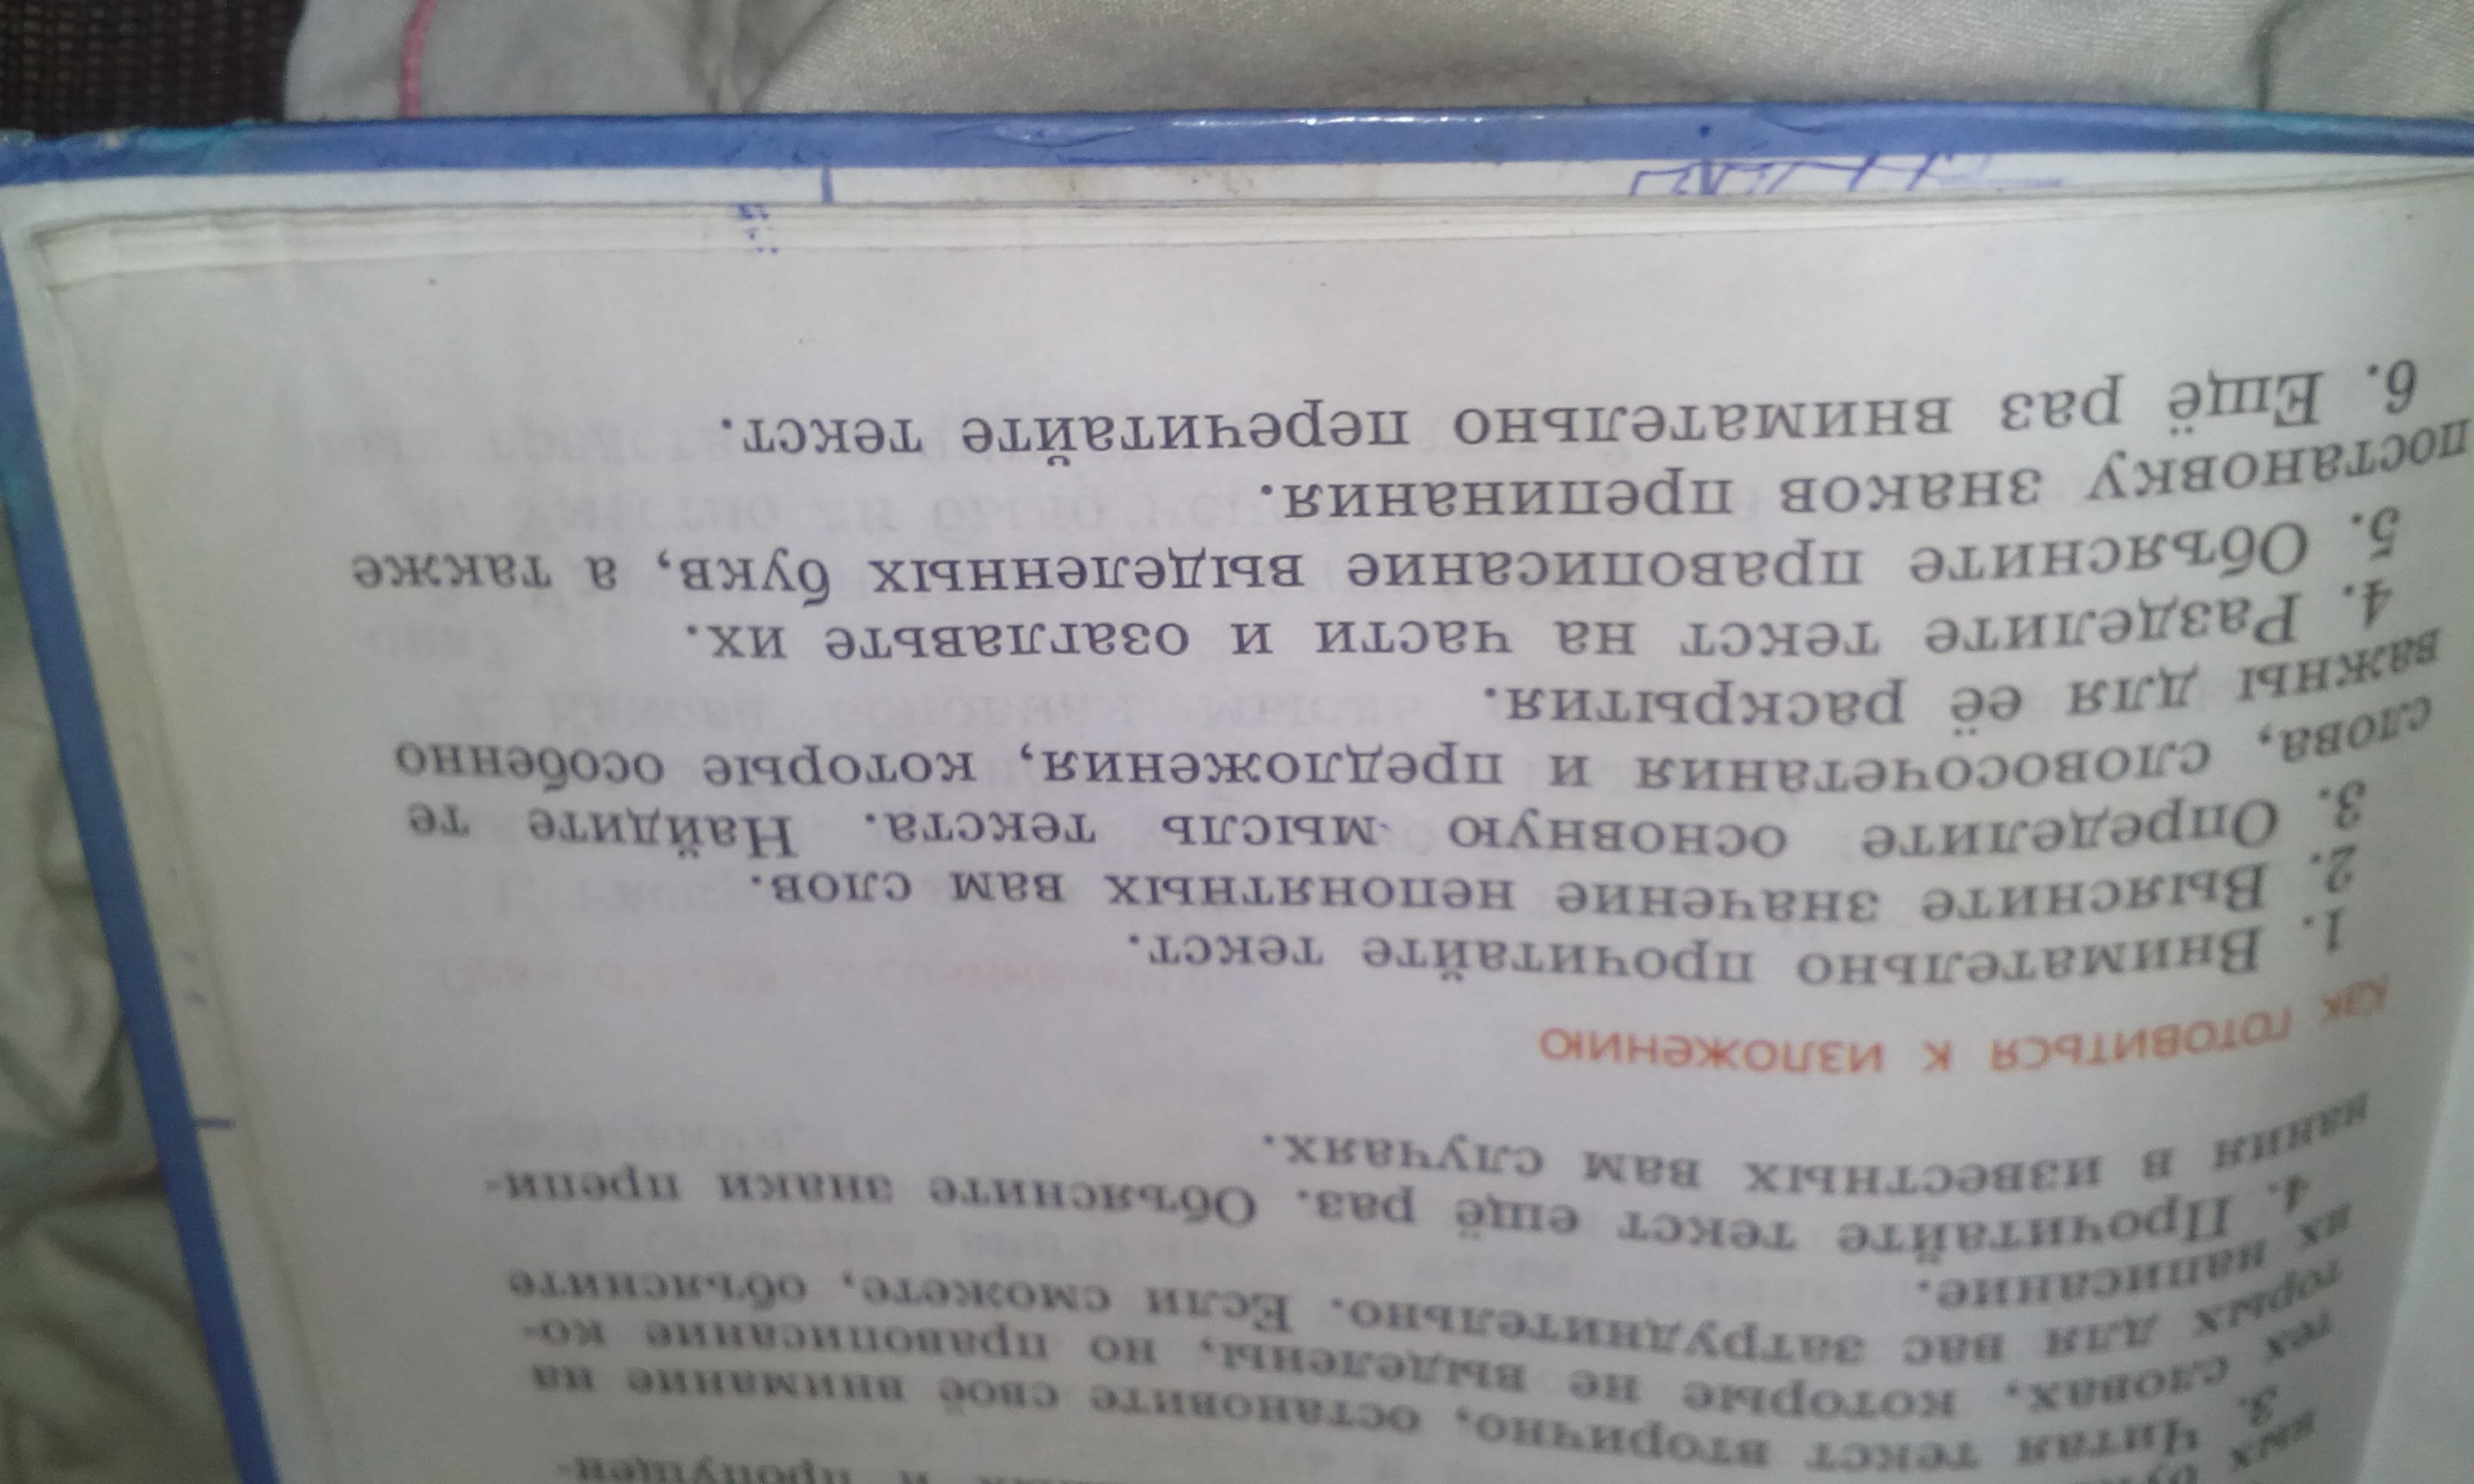 и пропущен-
ных
3. Читая текст вторично, остановите своё внимание на
тех словах, которые не выделены, но правописание ко-
торых для вас затруднительно. Если сможете, объясните
их написание.
4. Прочитайте текст ещё раз. Объясните знаки препи-
нания в известных вам случаях.
КАК ГОТОВИТЬСЯ К ИЗЛОЖЕНИЮ
1. Внимательно прочитайте текст.
2. Выясните значение непонятных вам слов.
3. Определите основную мысль текста. Найдите те
слова, словосочетания и предложения, которые особенно
важны для её раскрытия.
4. Разделите текст на части и озаглавьте их.
5. Объясните правописание выделенных букв, а также
постановку знаков препинания.
6. Ещё раз внимательно перечитайте текст.